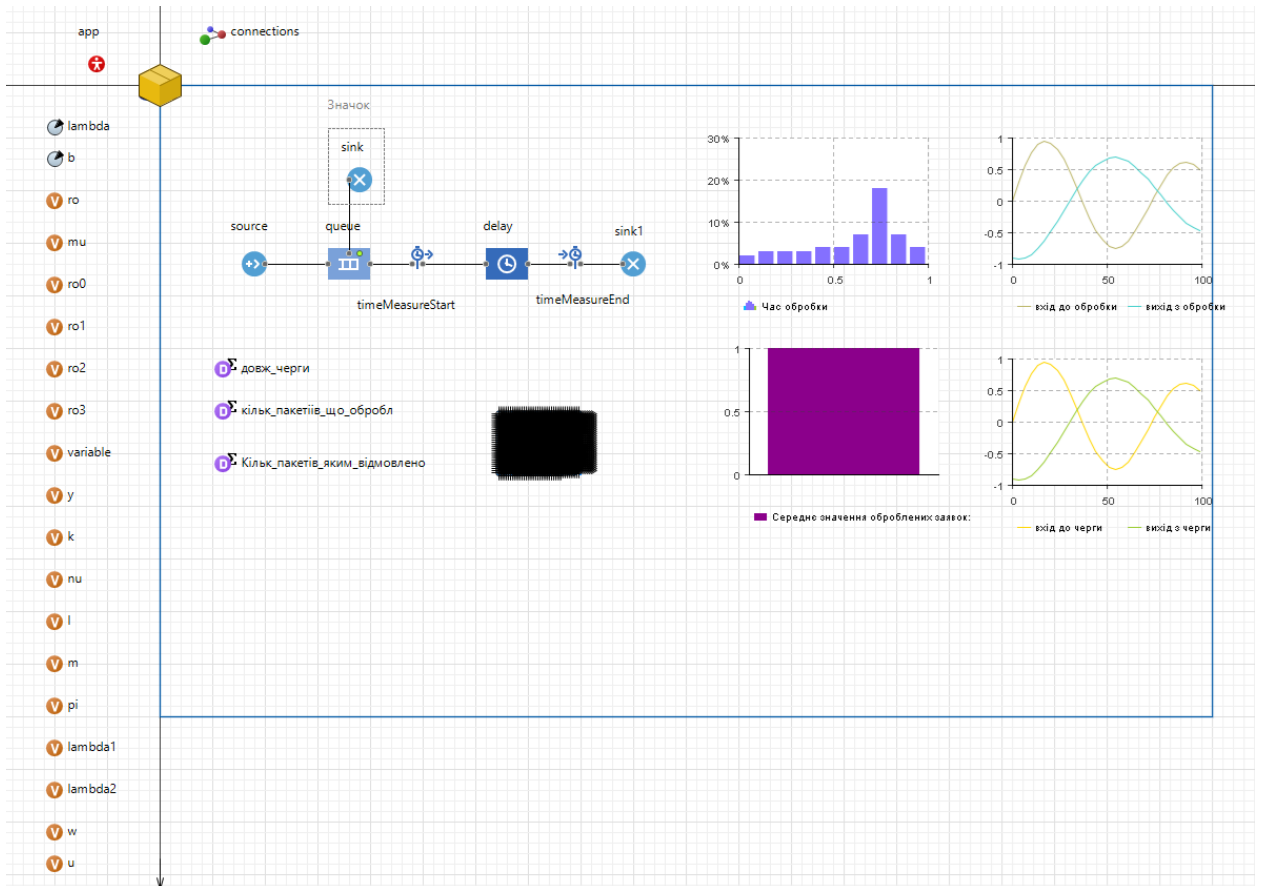 app
connections
Значок
lambda
b
ro
mu
ro0
ro1
ro2
ro3
variable
y
k
nu
l
m
pi
lambda1
lambda2
w
u
sink
source
queue
delay
sink1
timeMeasureStart
timeMeasureEnd
довж_черги
кільк_пакетіїв_що_обробл
Кільк_пакетів_яким_відмовлено
30%
20%
10%
0%
0
0.5
1
Час обробки
1
0.5
0
-0.5
-1
0
50
100
вхід до обробки
вихід з обробки
1
0.5
0
Середнє значення оброблених заявок:
1
0.5
0
-0.5
-1
0
50
100
вхід до черги
вихід з черги